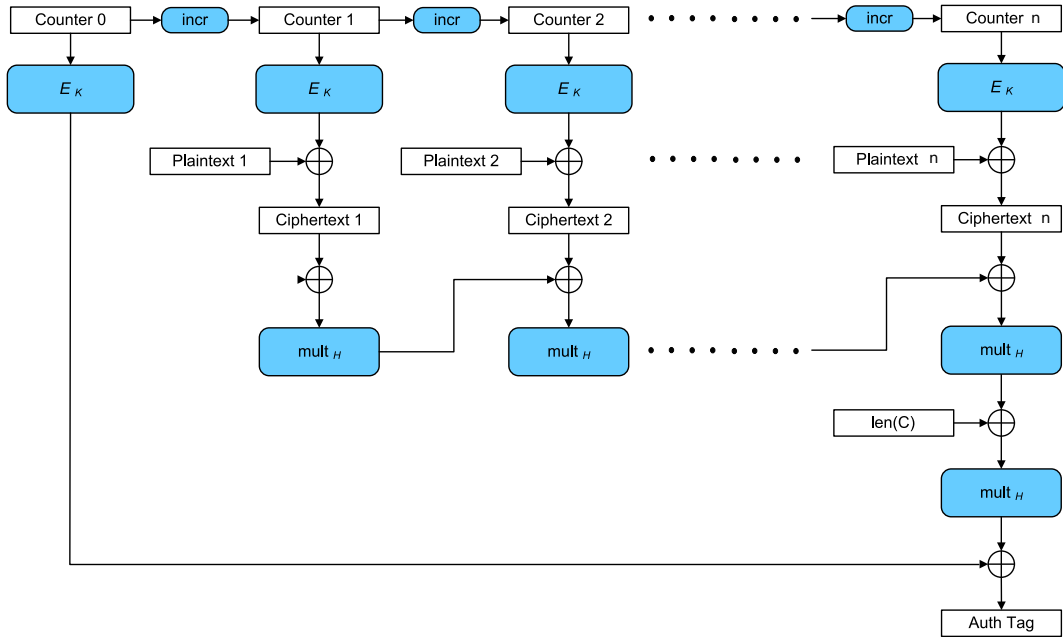 Counter 0 incr Counter 1 incr Counter 2 incr Counter n
E K E K E K E K
Plaintext 1 Plaintext 2 Plaintext n
Ciphertext 1 Ciphertext 2 Ciphertext n
mult H mult H mult H
len(C)
mult H
Auth Tag